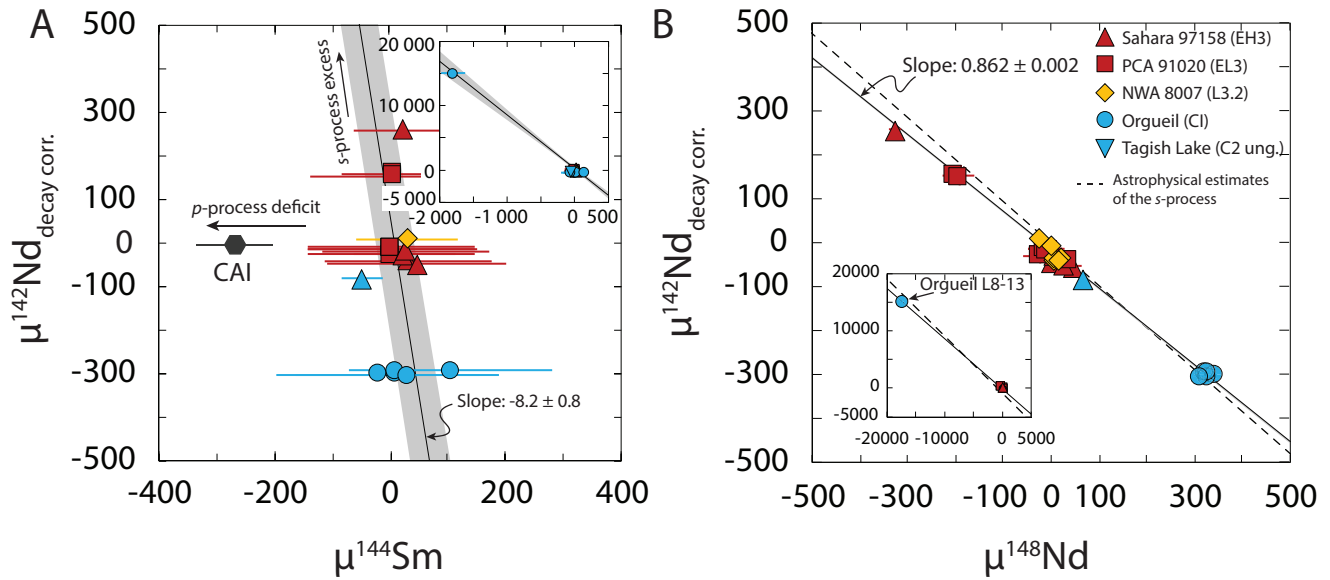 A
500
300
100
0
-100
-300
-500
-400
-200
0
200
400
μ¹⁴²Nd decay corr.
μ¹⁴⁴Sm
s-process excess
p-process deficit
CAI
Slope: -8.2 ± 0.8
20 000
10 000
0
-5 000
-2 000
-1 000
0
500
B
500
300
100
0
-100
-300
-500
-500
-300
-100
0
100
300
500
μ¹⁴²Nd decay corr.
μ¹⁴⁸Nd
Slope: 0.862 ± 0.002
Sahara 97158 (EH3)
PCA 91020 (EL3)
NWA 8007 (L3.2)
Orgueil (CI)
Tagish Lake (C2 ung.)
Astrophysical estimates
of the s-process
20000
10000
0
-5000
-20000
-10000
0
5000
Orgueil L8-13